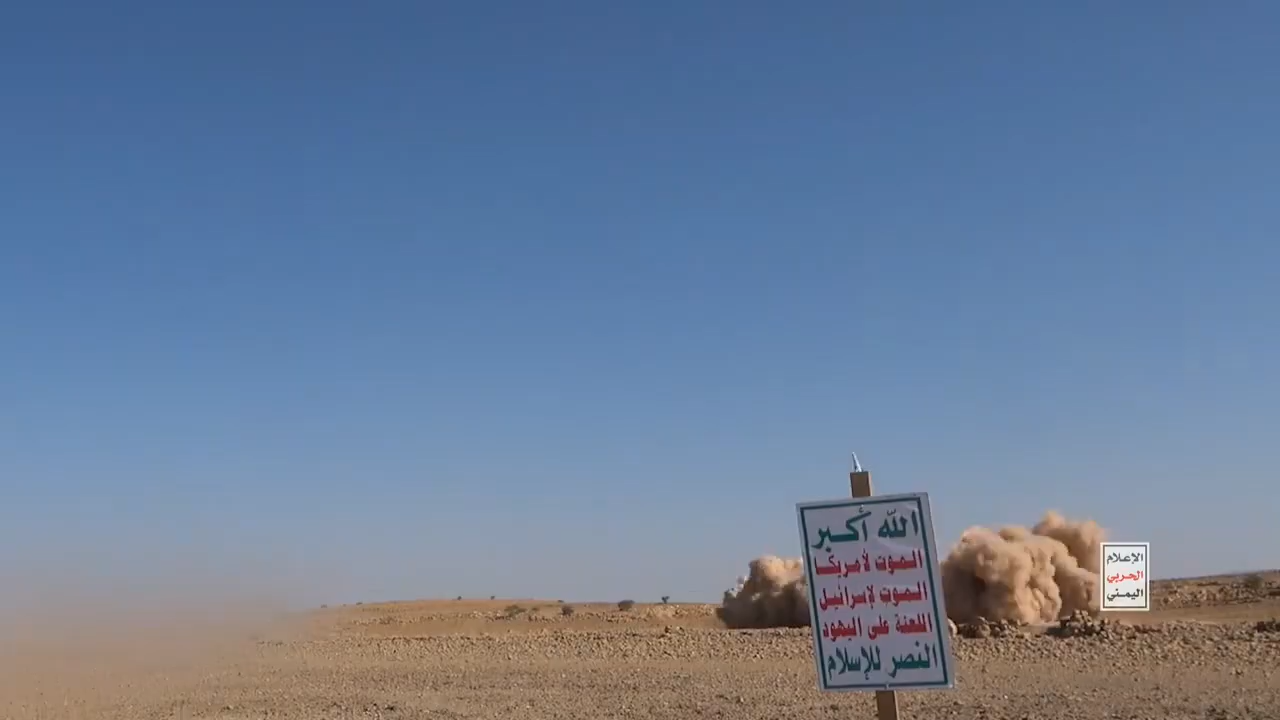 الله أكبر
الموت لأمريكا
الموت لإسرائيل
اللعنة على اليهود
النصر للإسلام
الإعلام
الحربي
اليمني